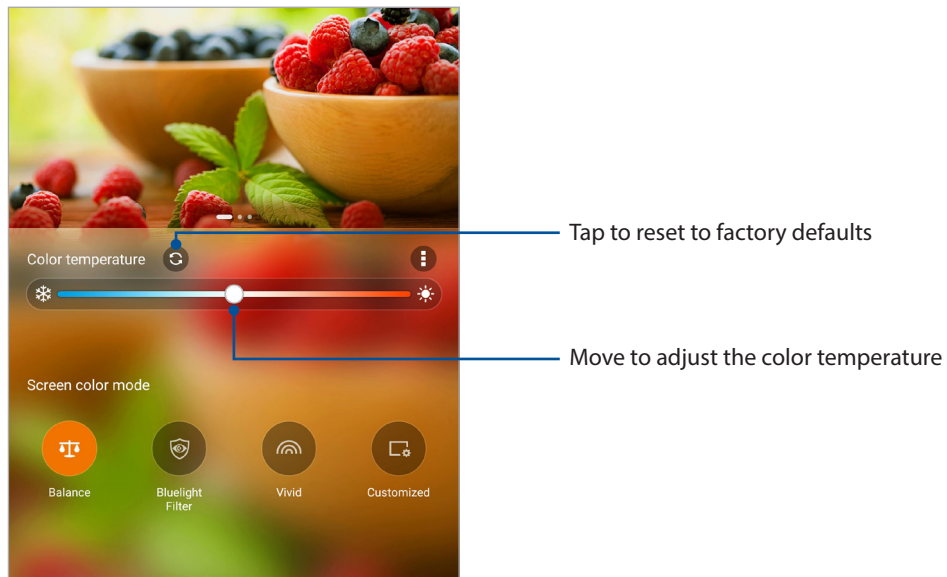 Tap to reset to factory defaults
Color temperature
Move to adjust the color temperature
Screen color mode
Balance
Bluelight
Filter
Vivid
Customized